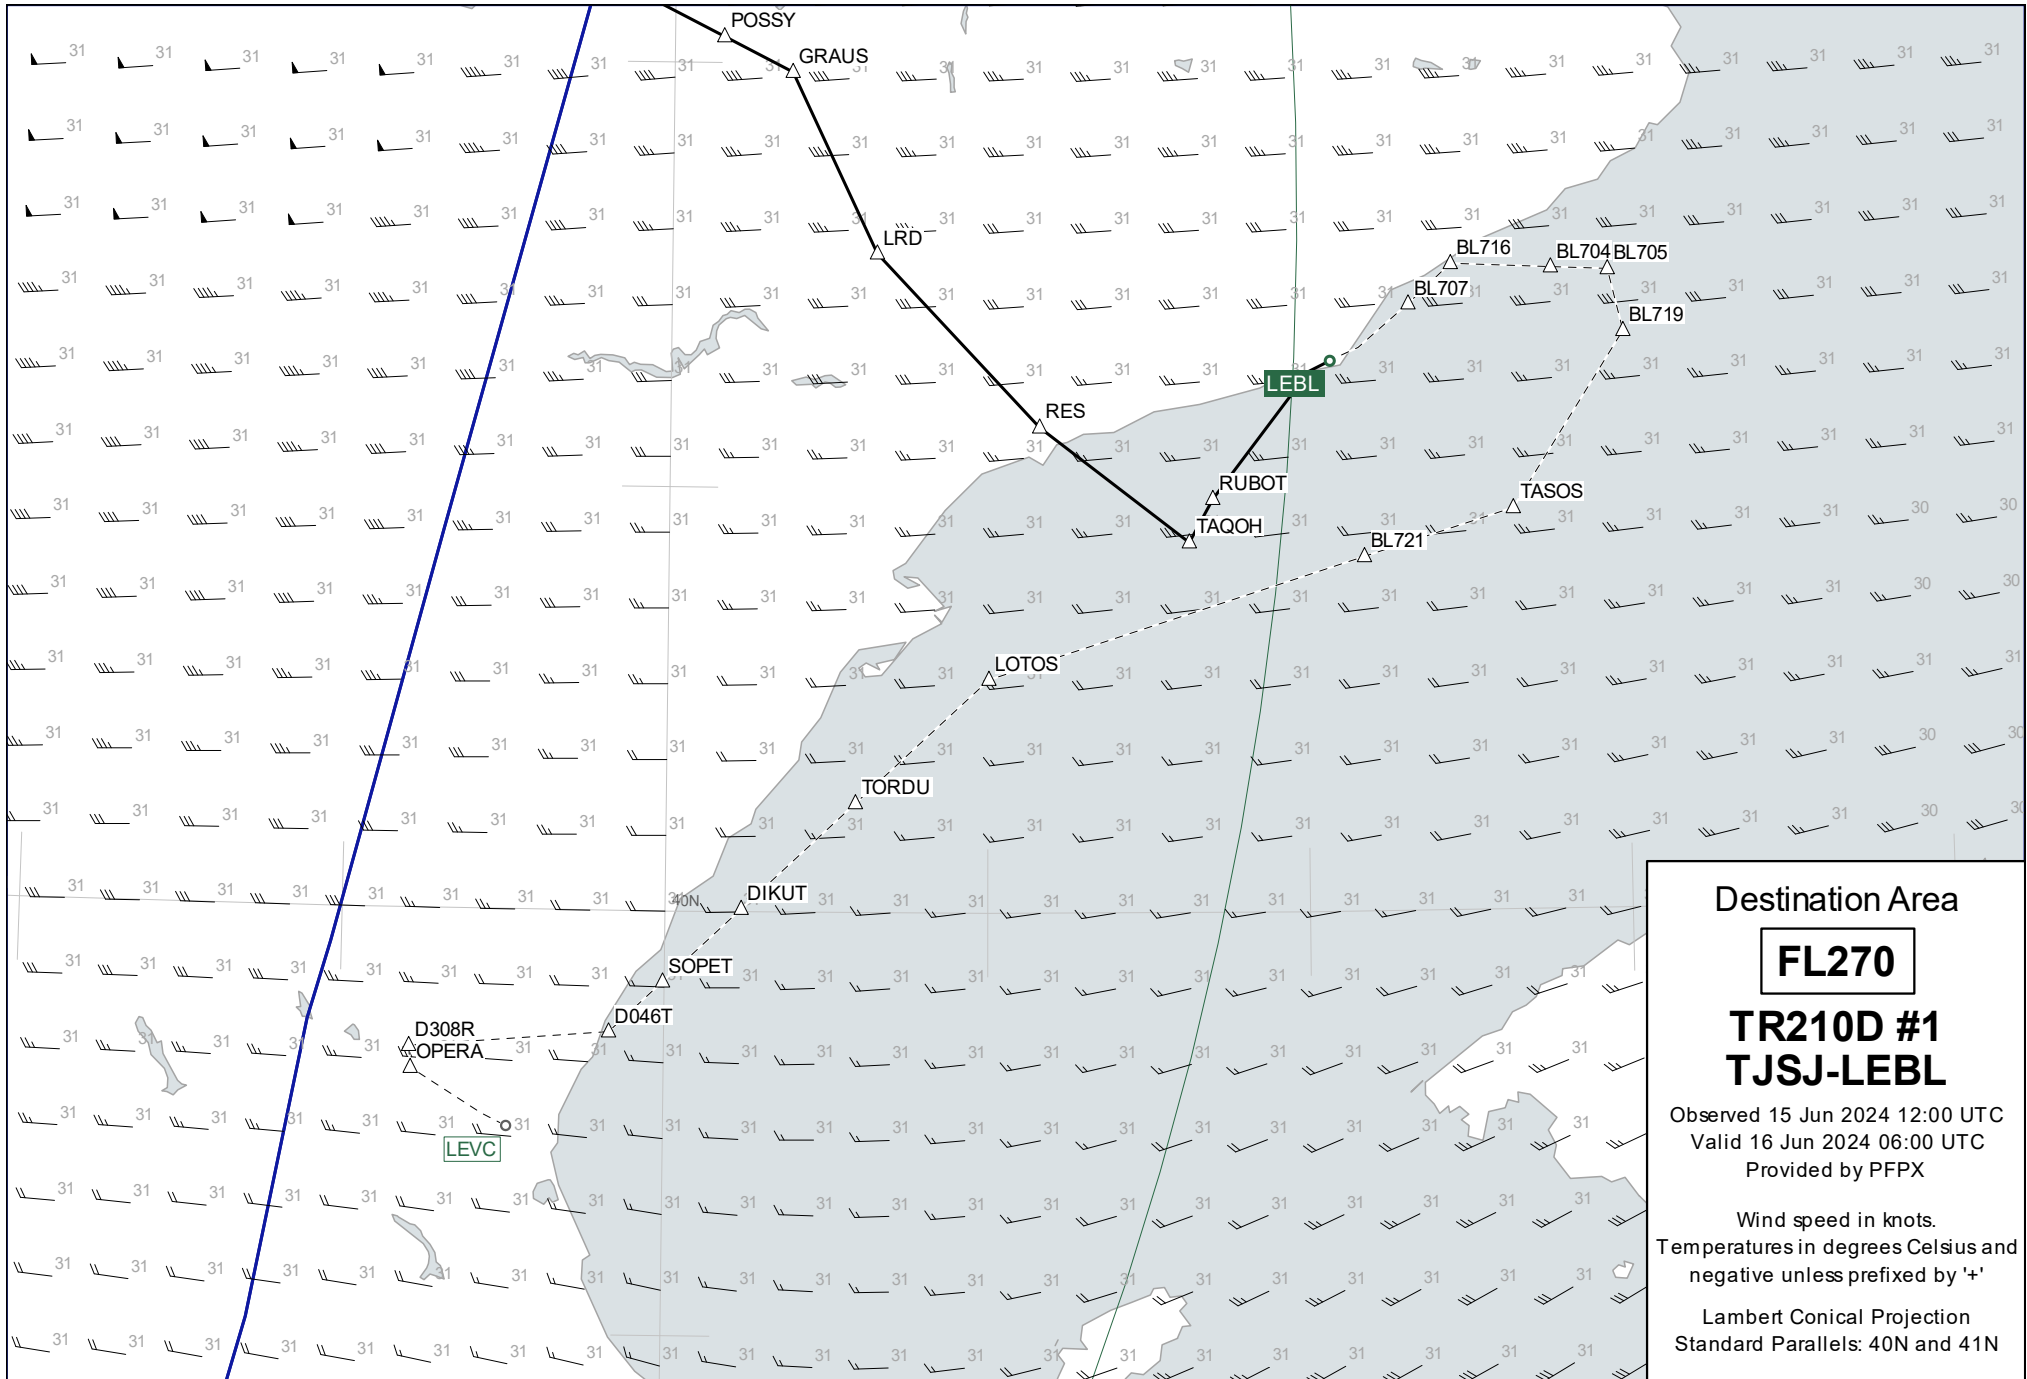 POSSY
GRAUS
LRD
BL716
BL704
BL705
BL707
BL719
LEBL
RES
RUBOT
TASOS
TAQOH
BL721
LOTOS
TORDU
DIKUT
40N
SOPET
D046T
D308R
OPERA
LEVC
31
30
Destination Area
FL270
TR210D #1
TJSJ-LEBL
Observed 15 Jun 2024 12:00 UTC
Valid 16 Jun 2024 06:00 UTC
Provided by PFPX
Wind speed in knots.
Temperatures in degrees Celsius and
negative unless prefixed by '+'
Lambert Conical Projection
Standard Parallels: 40N and 41N